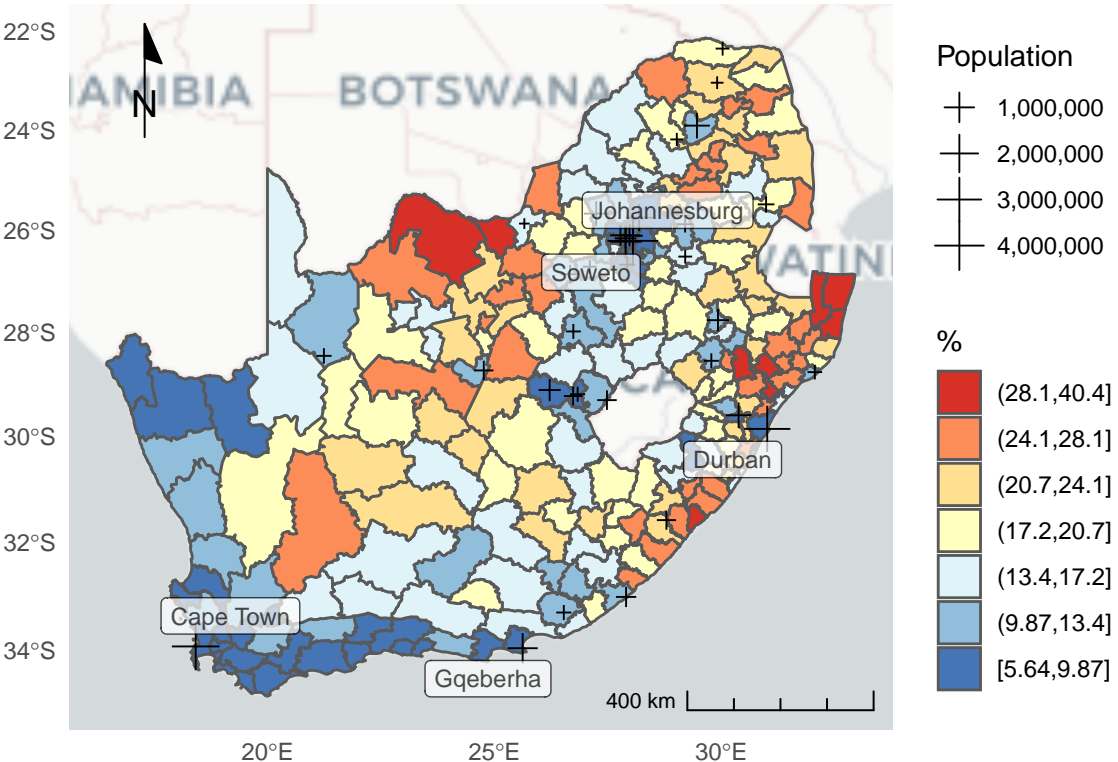 22°S
24°S
26°S
28°S
30°S
32°S
34°S
20°E
25°E
30°E
N
AMIBIA
BOTSWANA
WATINI
CA
Johannesburg
Soweto
Durban
Cape Town
Gqeberha
400 km
Population
1,000,000
2,000,000
3,000,000
4,000,000
%
(28.1,40.4]
(24.1,28.1]
(20.7,24.1]
(17.2,20.7]
(13.4,17.2]
(9.87,13.4]
[5.64,9.87]